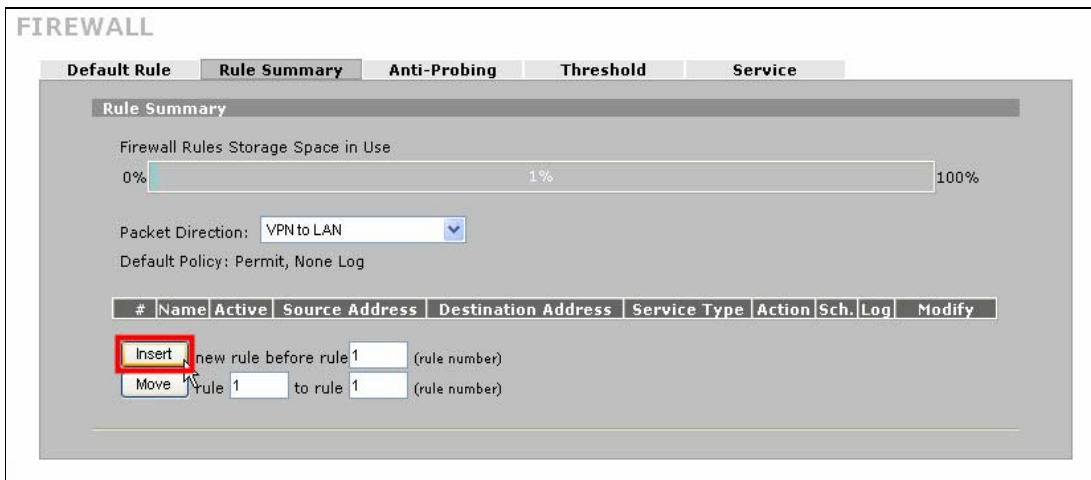 FIREWALL
Default Rule Rule Summary Anti-Probing Threshold Service
Rule Summary
Firewall Rules Storage Space in Use
0% 1% 100%
Packet Direction: VPN to LAN
Default Policy: Permit, None Log
# Name Active Source Address Destination Address Service Type Action Sch. Log Modify
Insert new rule before rule 1 (rule number)
Move rule 1 to rule 1 (rule number)